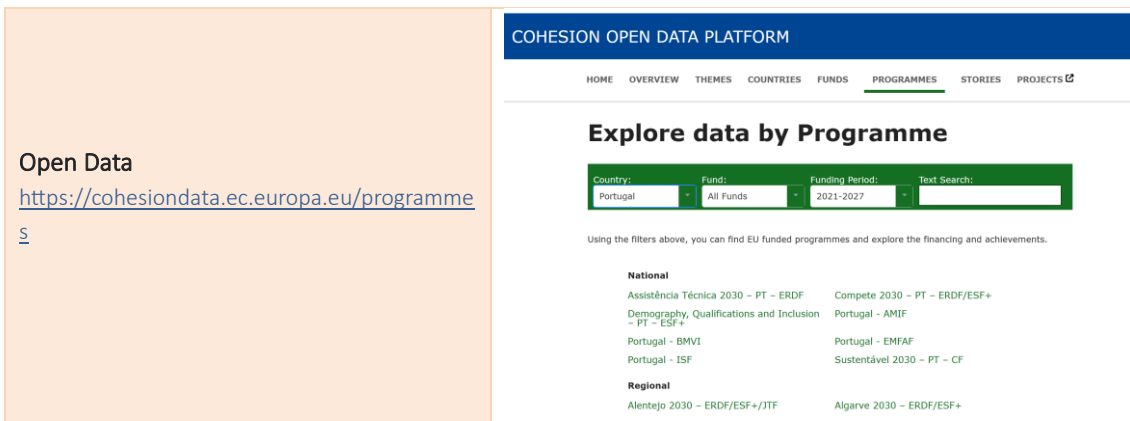 Open Data
https://cohesiondata.ec.europa.eu/programme
s
COHESION OPEN DATA PLATFORM
HOME OVERVIEW THEMES COUNTRIES FUNDS PROGRAMMES STORIES PROJECTS
Explore data by Programme
Country: Fund: Funding Period: Text Search:
Portugal All Funds 2021-2027
Using the filters above, you can find EU funded programmes and explore the financing and achievements.
National
Assistência Técnica 2030 – PT – ERDF Compete 2030 – PT – ERDF/ESF+
Demography, Qualifications and Inclusion Portugal - AMIF
– PT – ESF+
Portugal - BMVI Portugal - EMFAF
Portugal - ISF Sustentável 2030 – PT – CF
Regional
Alentejo 2030 – ERDF/ESF+/JTF Algarve 2030 – ERDF/ESF+